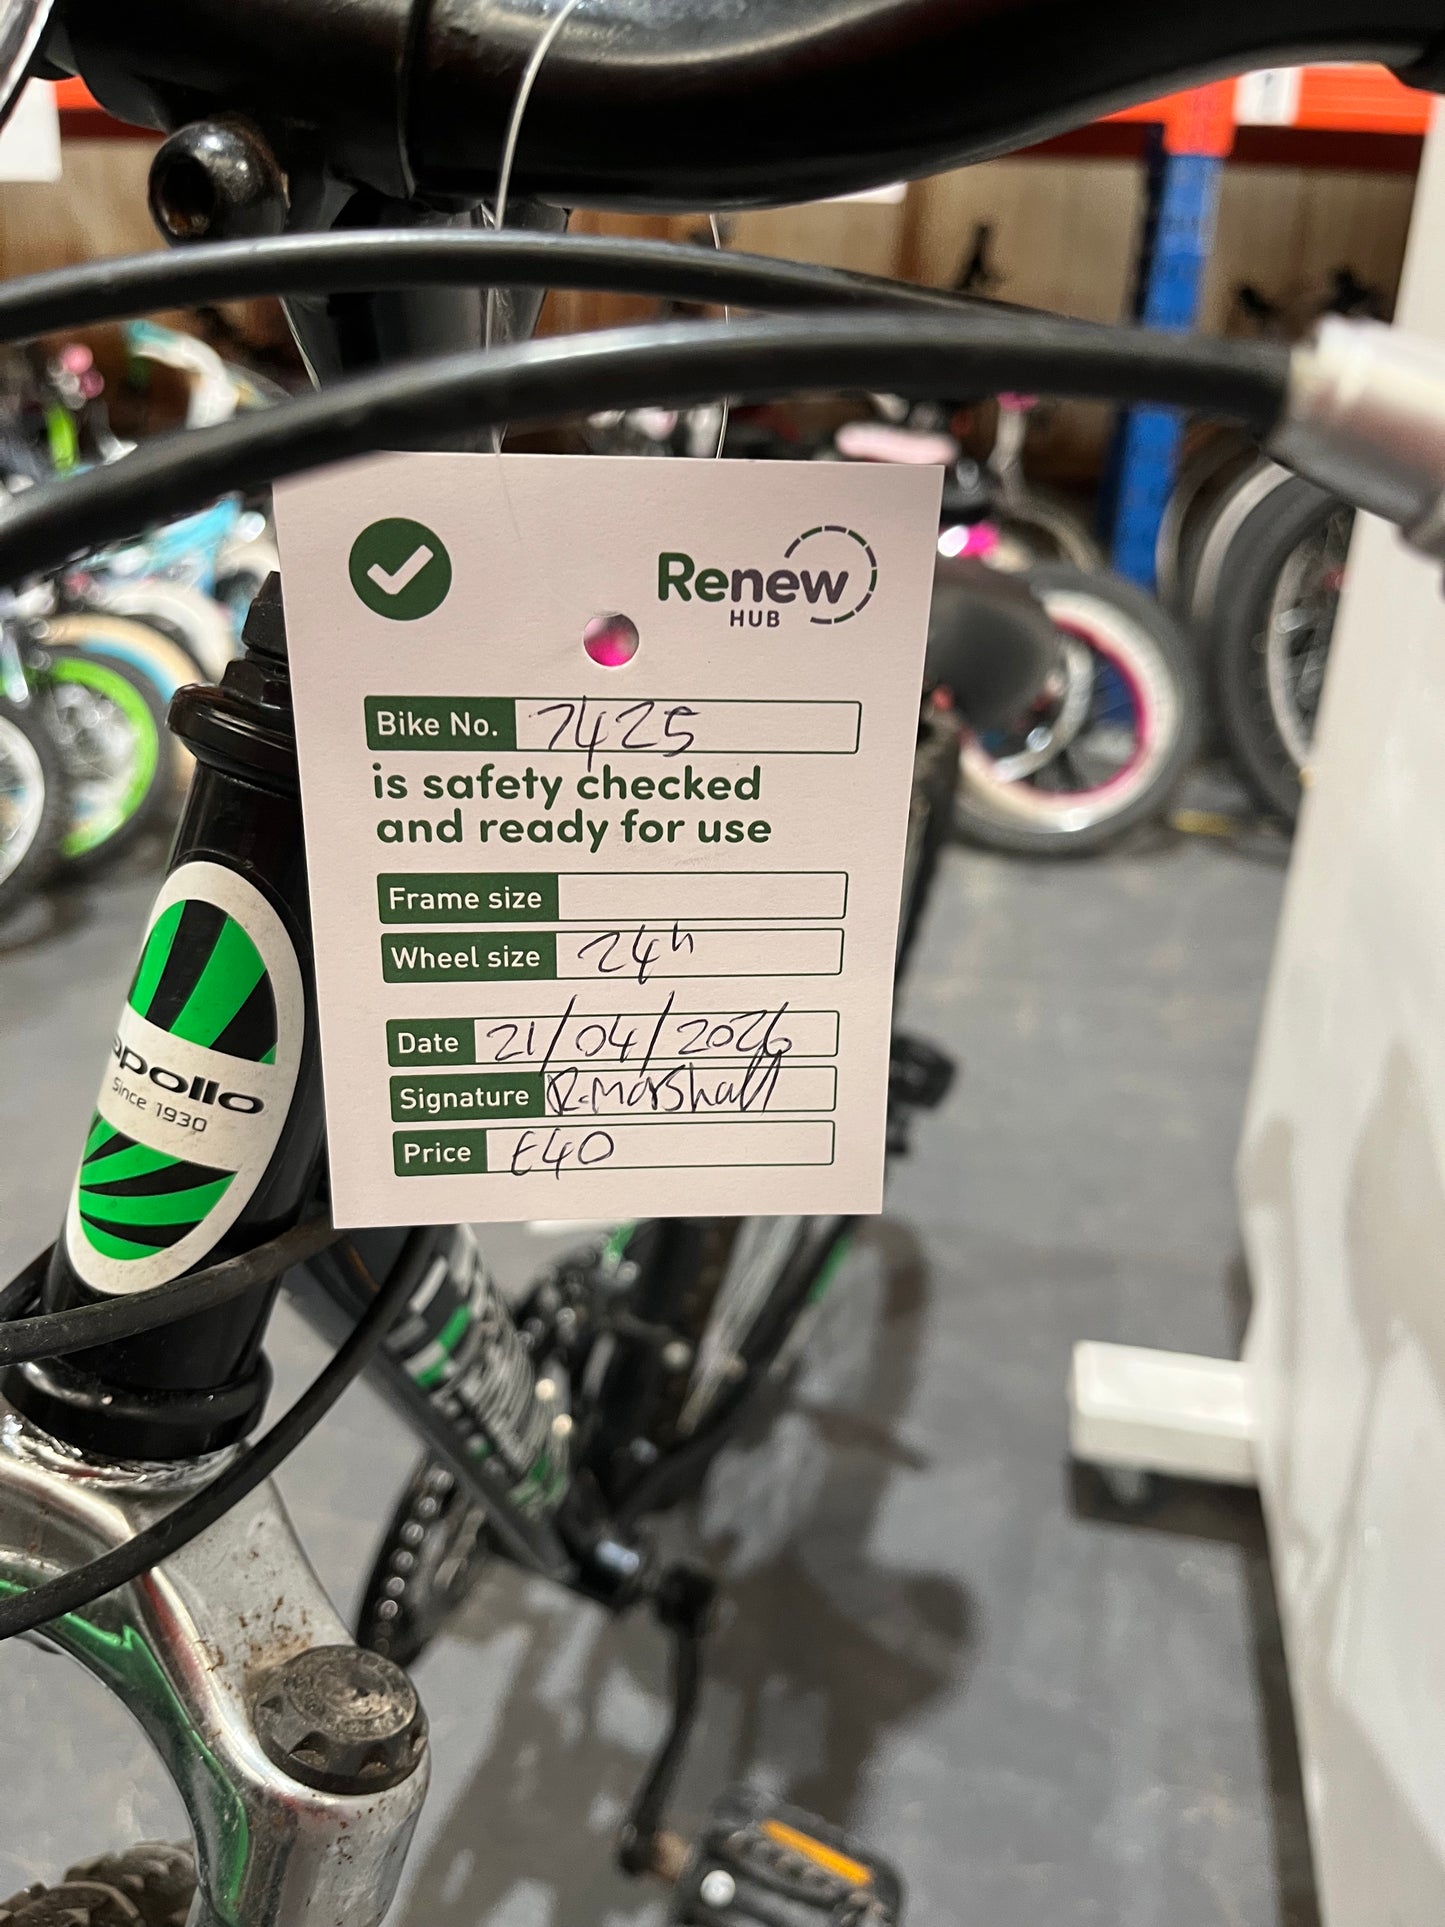 Renew
HUB
Bike No. 7425
is safety checked
and ready for use
Frame size
Wheel size 24"
Date 21/04/2026
Signature R.Marshall
Price £40
apollo
Since 1930